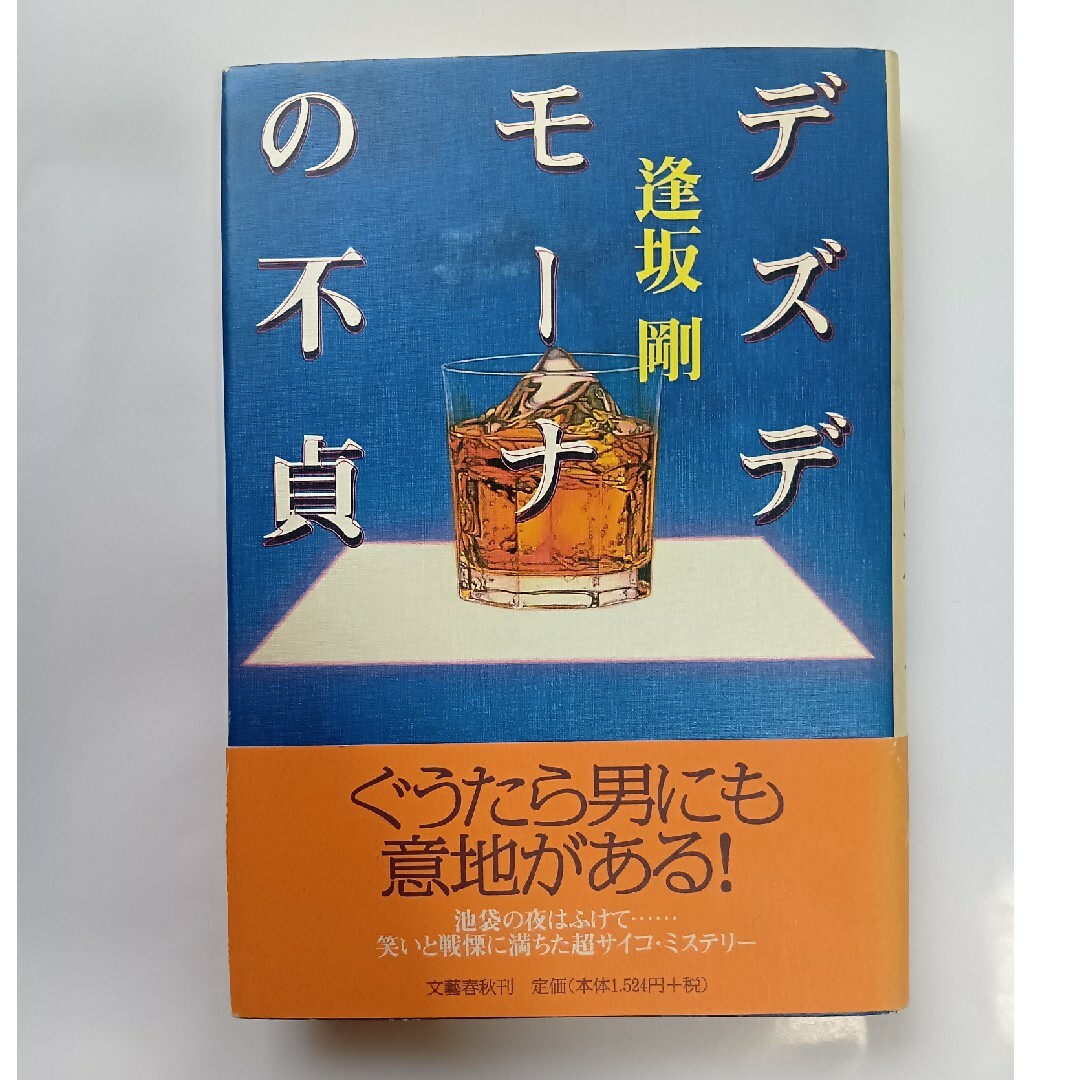 デズデ
モーナ
の不貞
逢坂 剛
ぐうたら男にも
意地がある!
池袋の夜はふけて……
笑いと戦慄に満ちた超サイコ・ミステリー
文藝春秋刊 定価(本体1,524円+税)